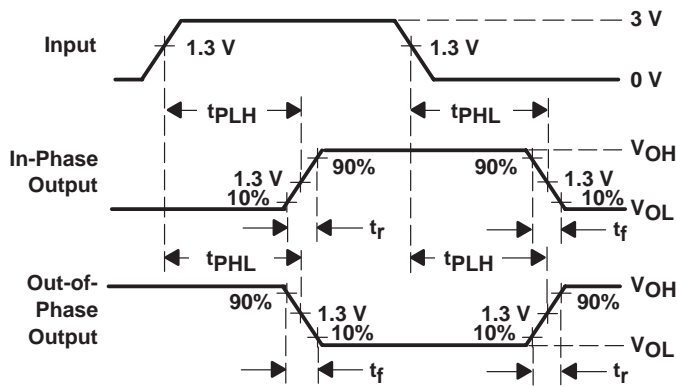 3 V
Input
1.3 V
1.3 V
0 V
tPLH
tPHL
In-Phase
Output
VOH
90%
90%
1.3 V
1.3 V
10%
10%
VOL
tr
tf
tPHL
tPLH
Out-of-
Phase
Output
VOH
90%
90%
1.3 V
1.3 V
10%
10%
VOL
tf
tr